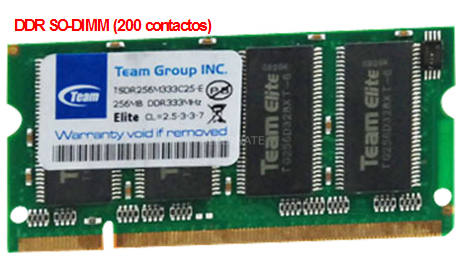 DDR SO-DIMM (200 contactos)
Team Group INC.
TSDR256M333C25-E
256MB DDR333MHz
Elite CL=2.5-3-3-7
Warranty void if removed
Team
Team Elite
Team Elite